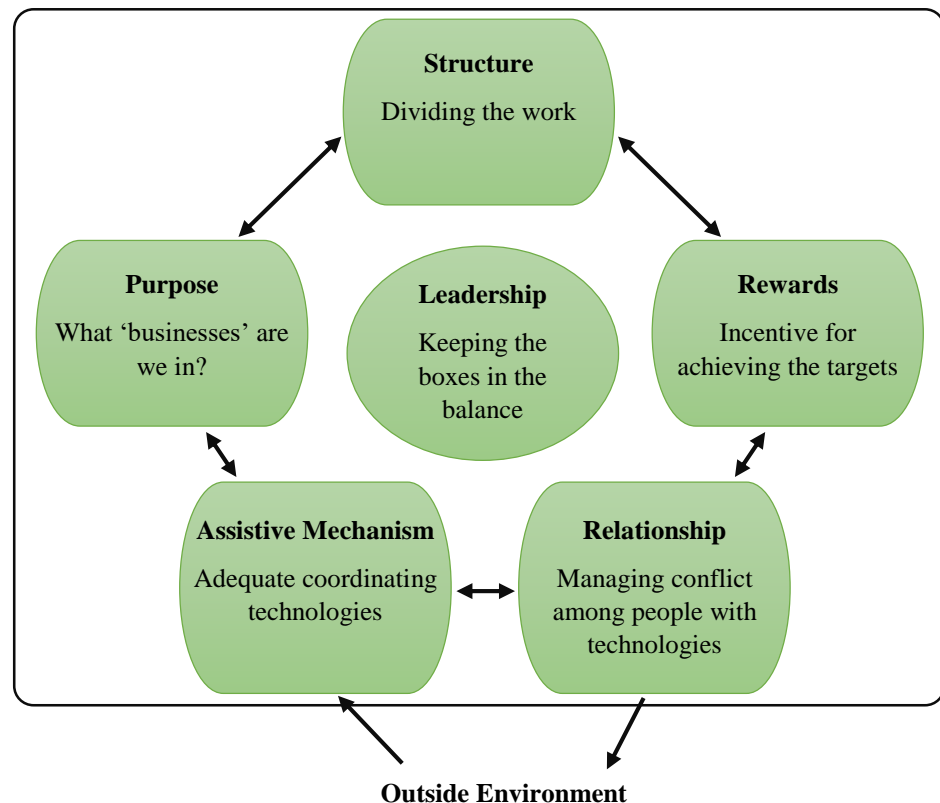 Structure
Dividing the work
Purpose
What ‘businesses’ are
we in?
Leadership
Keeping the
boxes in the
balance
Rewards
Incentive for
achieving the targets
Assistive Mechanism
Adequate coordinating
technologies
Relationship
Managing conflict
among people with
technologies
Outside Environment